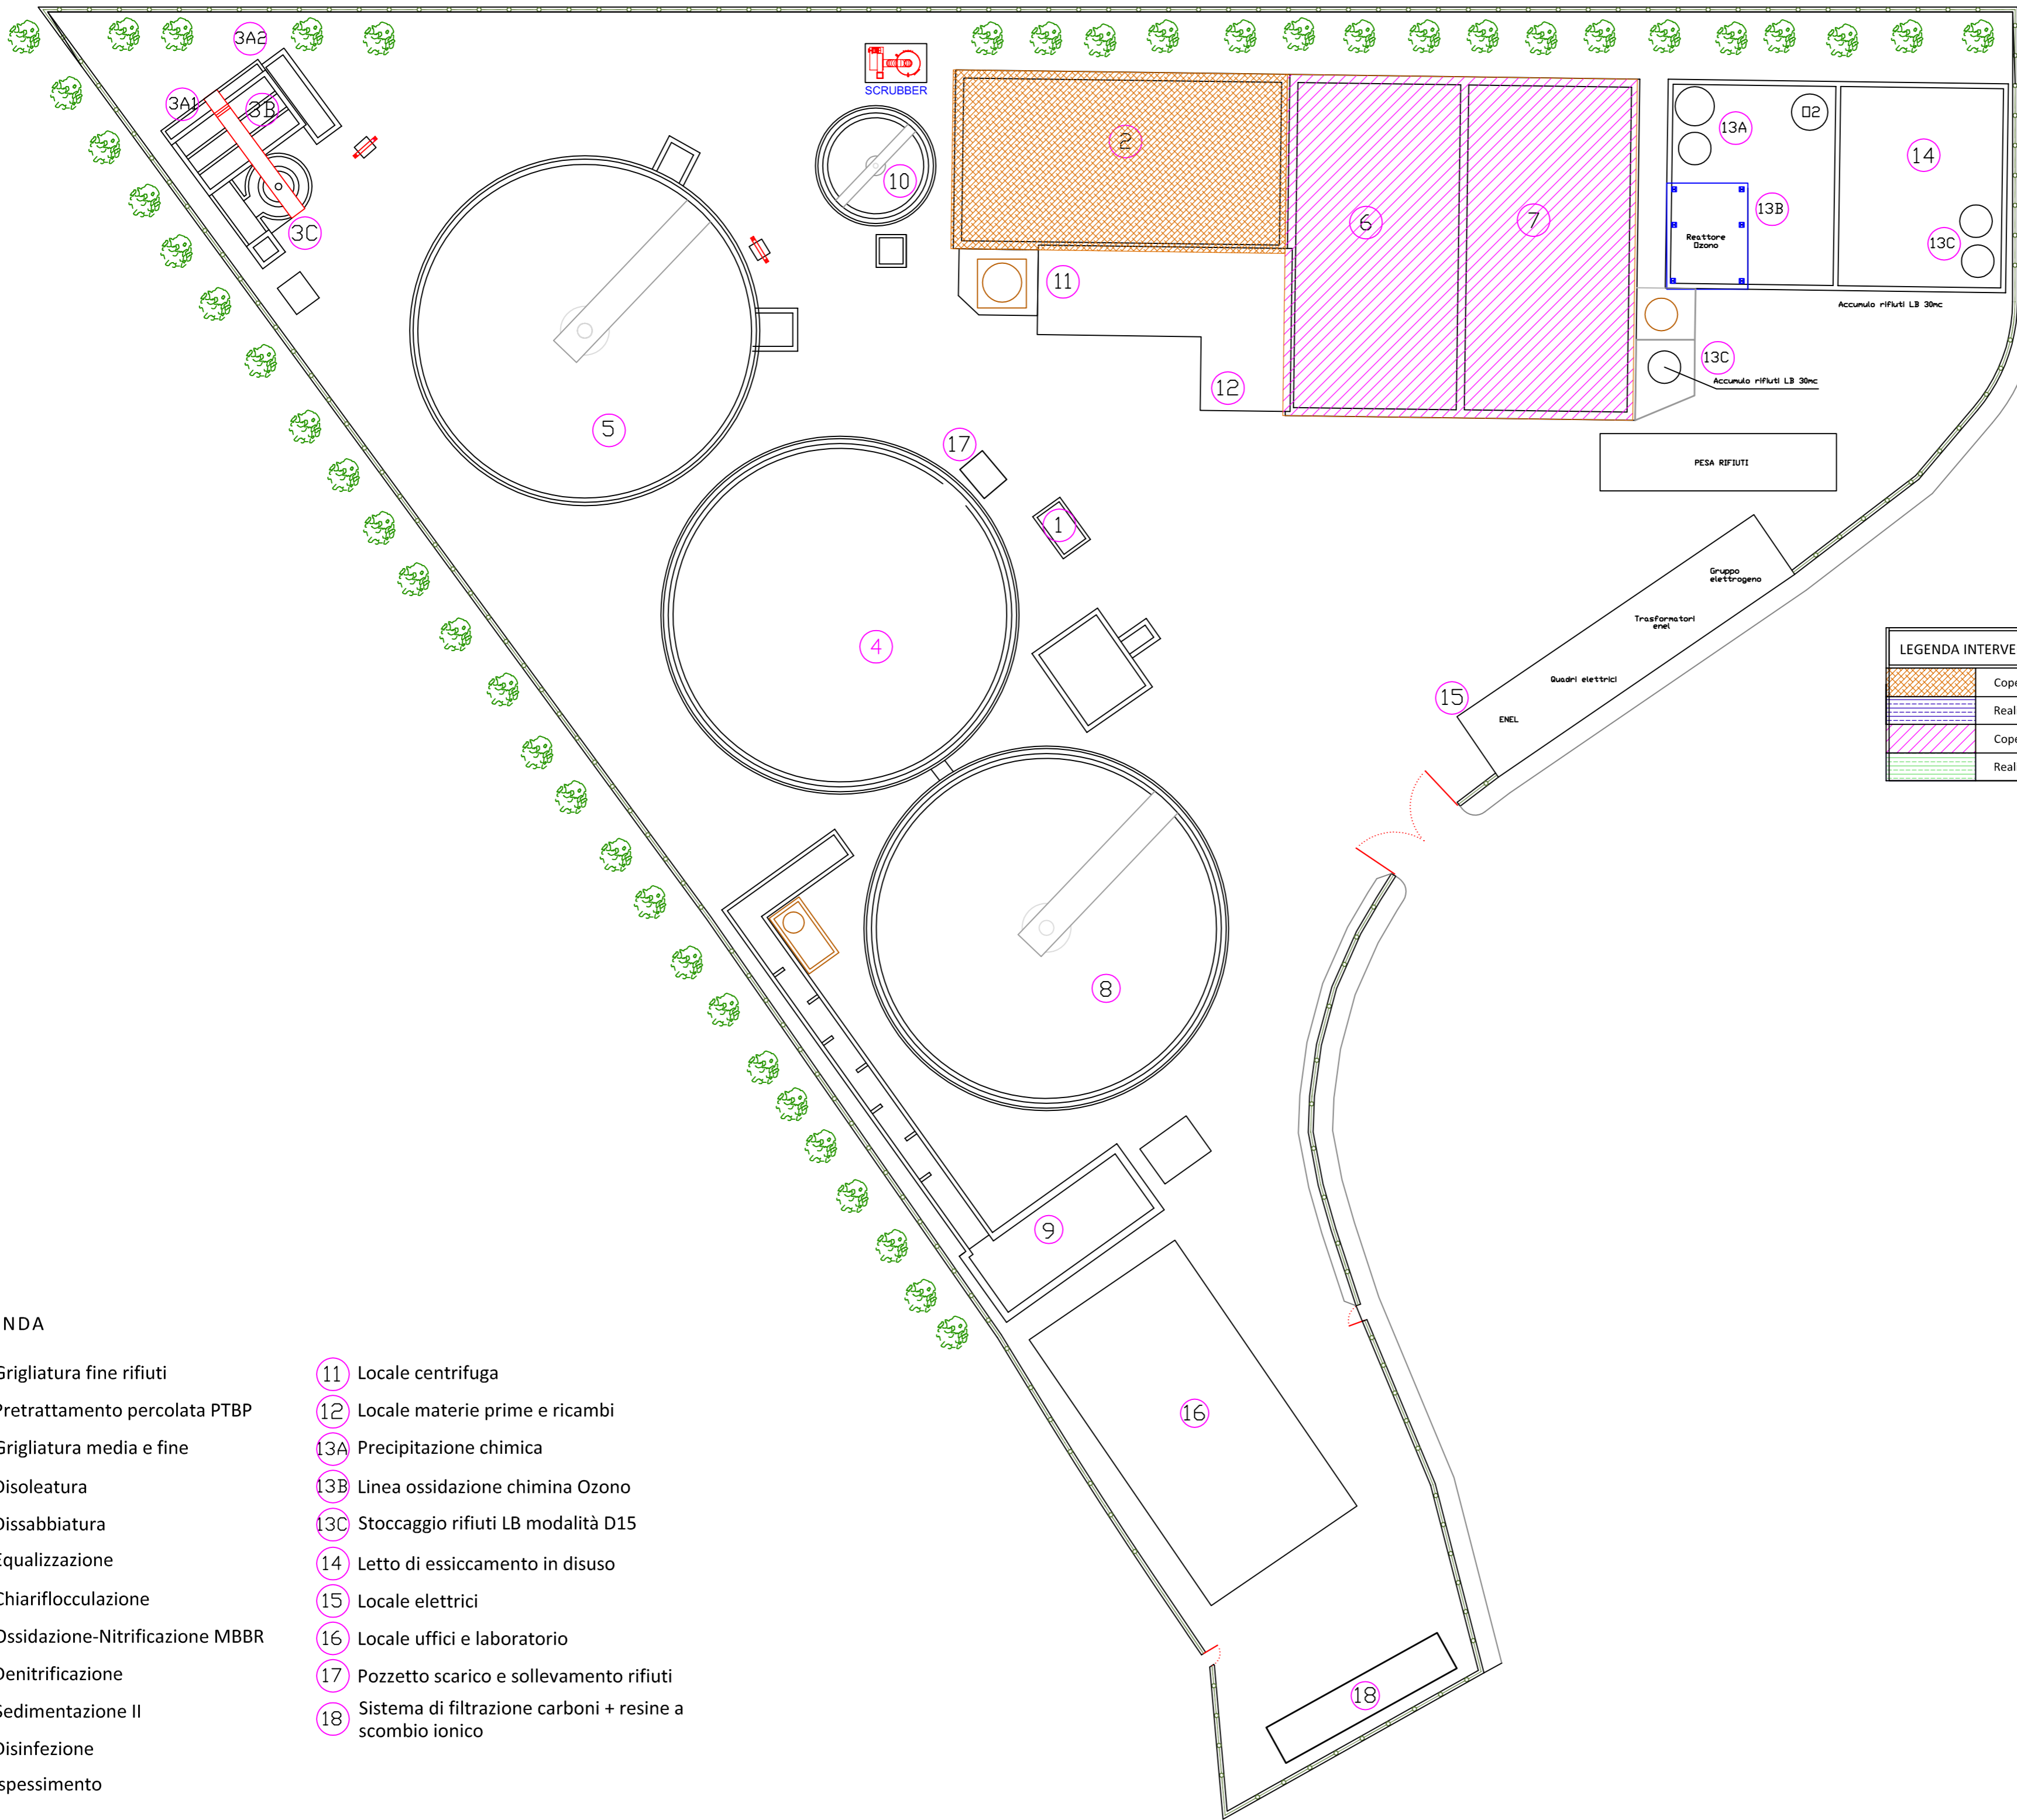 3A2
3A1
3B
3C
SCRUBBER
10
2
6
7
11
12
13A
O2
14
13B
Reattore
Ozono
13C
Accumulo rifiuti LB 30mc
13C
Accumulo rifiuti LB 30mc
PESA RIFIUTI
5
17
1
4
Gruppo
elettrogeno
Trasformatori
enel
Quadri elettrici
ENEL
15
LEGENDA INTERVE
Cope
Real
Cope
Real
8
9
16
18
NDA
Grigliatura fine rifiuti
Pretrattamento percolata PTBP
Grigliatura media e fine
Disoleatura
Dissabbiatura
Equalizzazione
Chiariflocculazione
Ossidazione-Nitrificazione MBBR
Denitrificazione
Sedimentazione II
Disinfezione
spessimento
11 Locale centrifuga
12 Locale materie prime e ricambi
13A Precipitazione chimica
13B Linea ossidazione chimina Ozono
13C Stoccaggio rifiuti LB modalità D15
14 Letto di essiccamento in disuso
15 Locale elettrici
16 Locale uffici e laboratorio
17 Pozzetto scarico e sollevamento rifiuti
18 Sistema di filtrazione carboni + resine a
scombio ionico